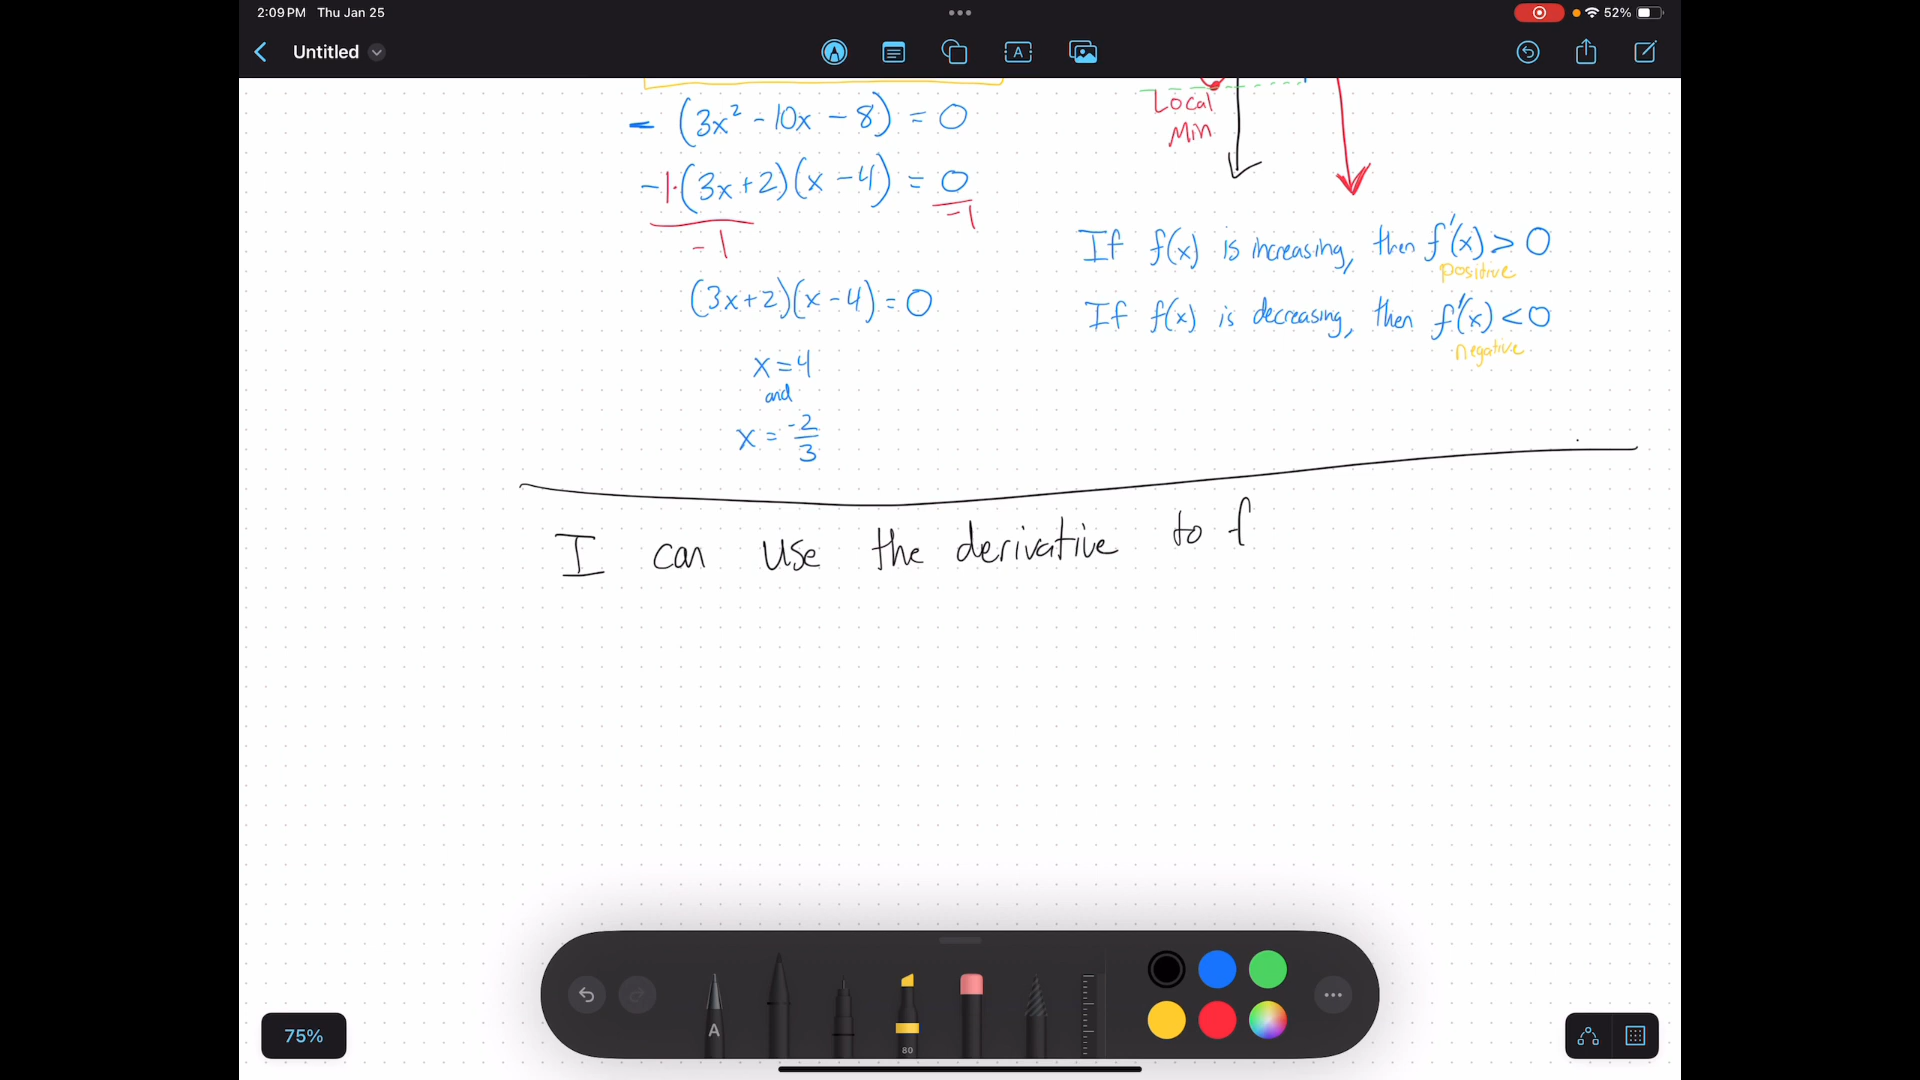 2:09 PM Thu Jan 25
52%
Untitled
A
- (3x² - 10x - 8) = 0
-1·(3x+2)(x-4) = 0
-1 -1
(3x+2)(x-4)=0
x=4
and
x = -2/3
Local
Min
If f(x) is increasing, then f'(x) > 0
positive
If f(x) is decreasing, then f'(x) < 0
negative
I can use the derivative to f
A
80
75%